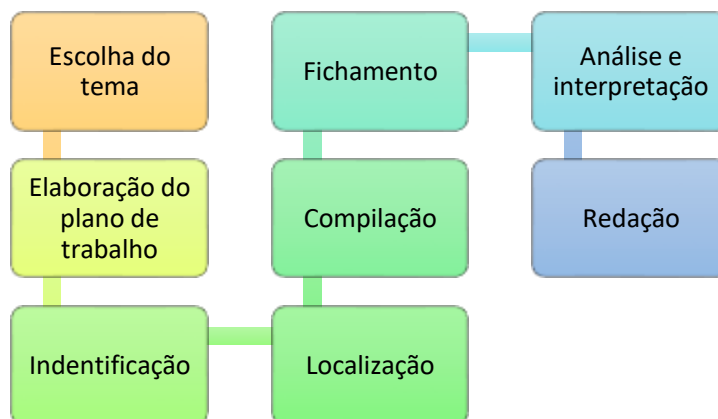 Escolha do
tema
Elaboração do
plano de
trabalho
Indentificação
Localização
Compilação
Fichamento
Análise e
interpretação
Redação